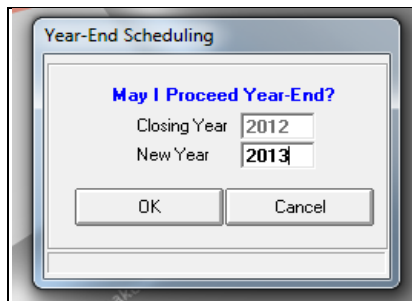 Year-End Scheduling
May I Proceed Year-End?
Closing Year 2012
New Year 2013
OK Cancel